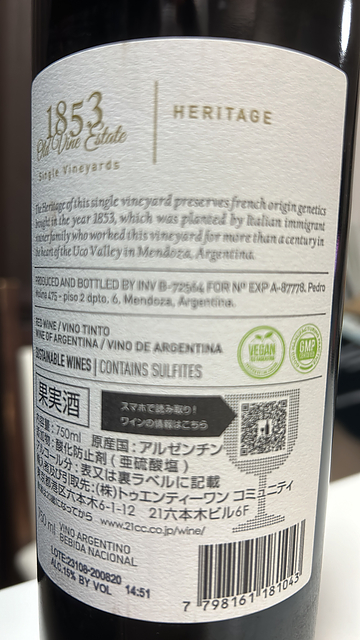 1853
Old Vine Estate
Single Vineyards
HERITAGE
The Heritage of this single vineyard preserves french origin genetics
brought in the year 1853, which was planted by Italian immigrant
family who worked this vineyard for more than a century in
the heart of the Uco Valley in Mendoza, Argentina.
PRODUCED AND BOTTLED BY INV B-72564 FOR Nº EXP A-87778. Pedro
Molina 475 - piso 2 dpto. 6, Mendoza, Argentina.
RED WINE / VINO TINTO
WINE OF ARGENTINA / VINO DE ARGENTINA
SUSTAINABLE WINES | CONTAINS SULFITES
VEGAN
GMP
果実酒
スマホで読み取り!
ワインの情報はこちら
内容量:750ml 原産国:アルゼンチン
酸化防止剤(亜硫酸塩)
アルコール分:表又は裏ラベルに記載
引取先:(株)トゥエンティーワン コミュニティ
港区六本木6-1-12 21六本木ビル6F
なってから www.21cc.co.jp/wine/
750 ml
VINO ARGENTINO
BEBIDA NACIONAL
LOTE:23108-200820
ALC.15% BY VOL 14:51
7 798161 181043